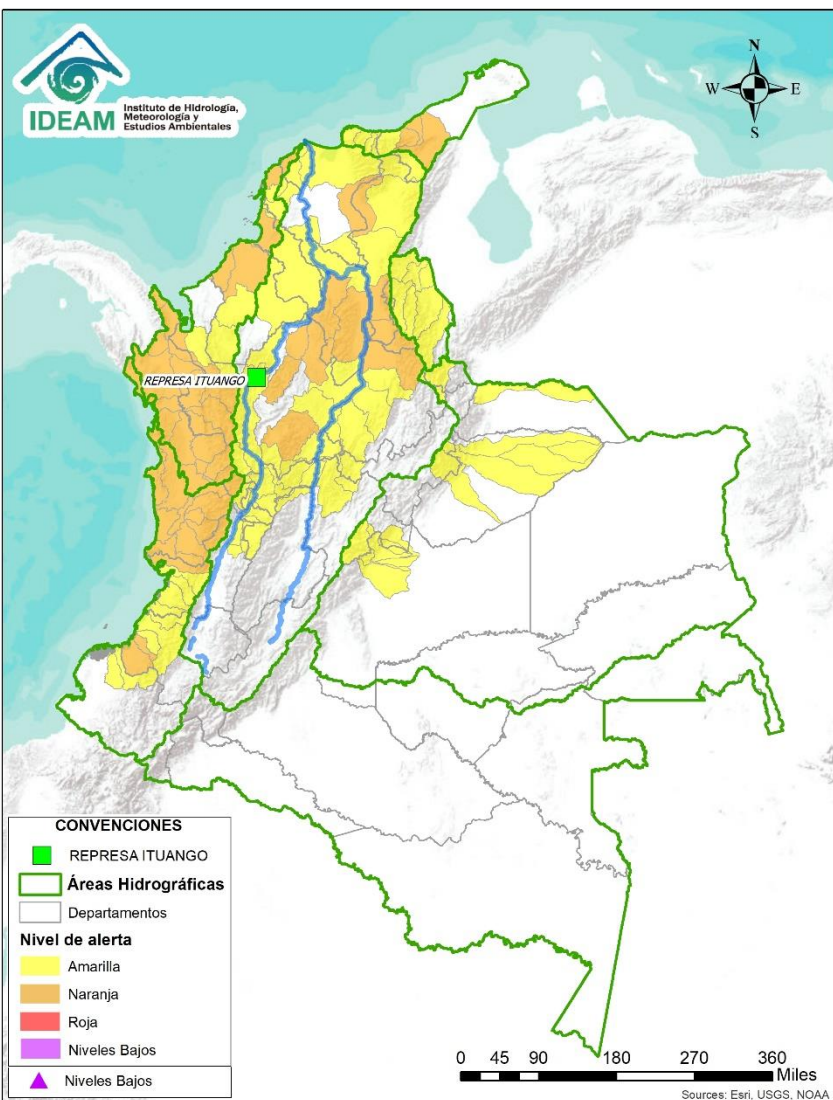 IDEAM
Instituto de Hidrología,
Meteorología y
Estudios Ambientales
N
W
E
S
REPRESA ITUANGO
CONVENCIONES
REPRESA ITUANGO
Áreas Hidrográficas
Departamentos
Nivel de alerta
Amarilla
Naranja
Roja
Niveles Bajos
Niveles Bajos
0 45 90 180 270 360
Miles
Sources: Esri, USGS, NOAA